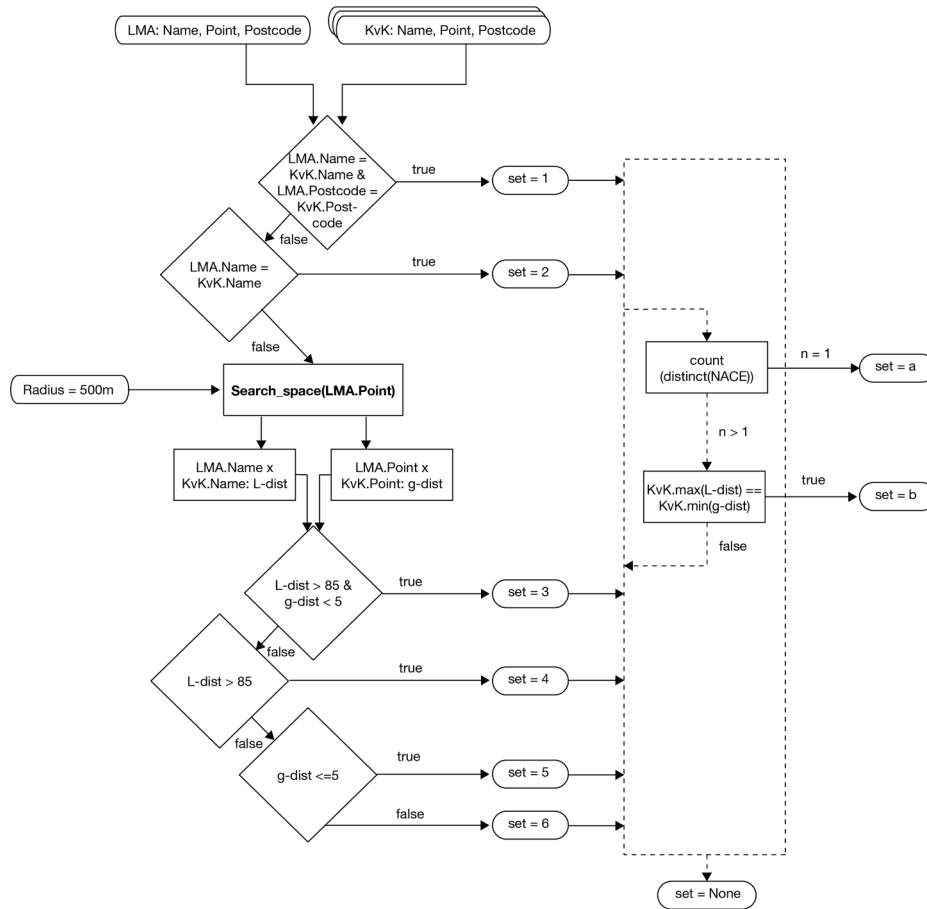 LMA: Name, Point, Postcode
KvK: Name, Point, Postcode
LMA.Name =
KvK.Name &
LMA.Postcode =
KvK.Post-
code
true
set = 1
false
LMA.Name =
KvK.Name
true
set = 2
false
Radius = 500m
Search_space(LMA.Point)
count
(distinct(NACE))
n = 1
set = a
n > 1
LMA.Name x
KvK.Name: L-dist
LMA.Point x
KvK.Point: g-dist
KvK.max(L-dist) ==
KvK.min(g-dist)
true
set = b
false
L-dist > 85 &
g-dist < 5
true
set = 3
false
L-dist > 85
true
set = 4
false
g-dist <=5
true
set = 5
false
set = 6
set = None